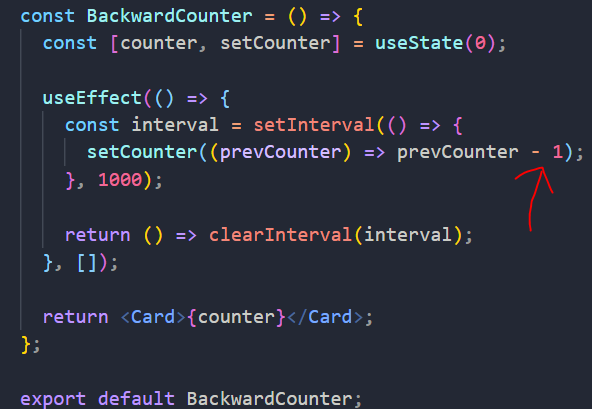 const BackwardCounter = () => {
  const [counter, setCounter] = useState(0);
  useEffect(() => {
    const interval = setInterval(() => {
      setCounter((prevCounter) => prevCounter - 1);
    }, 1000);
    return () => clearInterval(interval);
  }, []);
  return <Card>{counter}</Card>;
};
export default BackwardCounter;